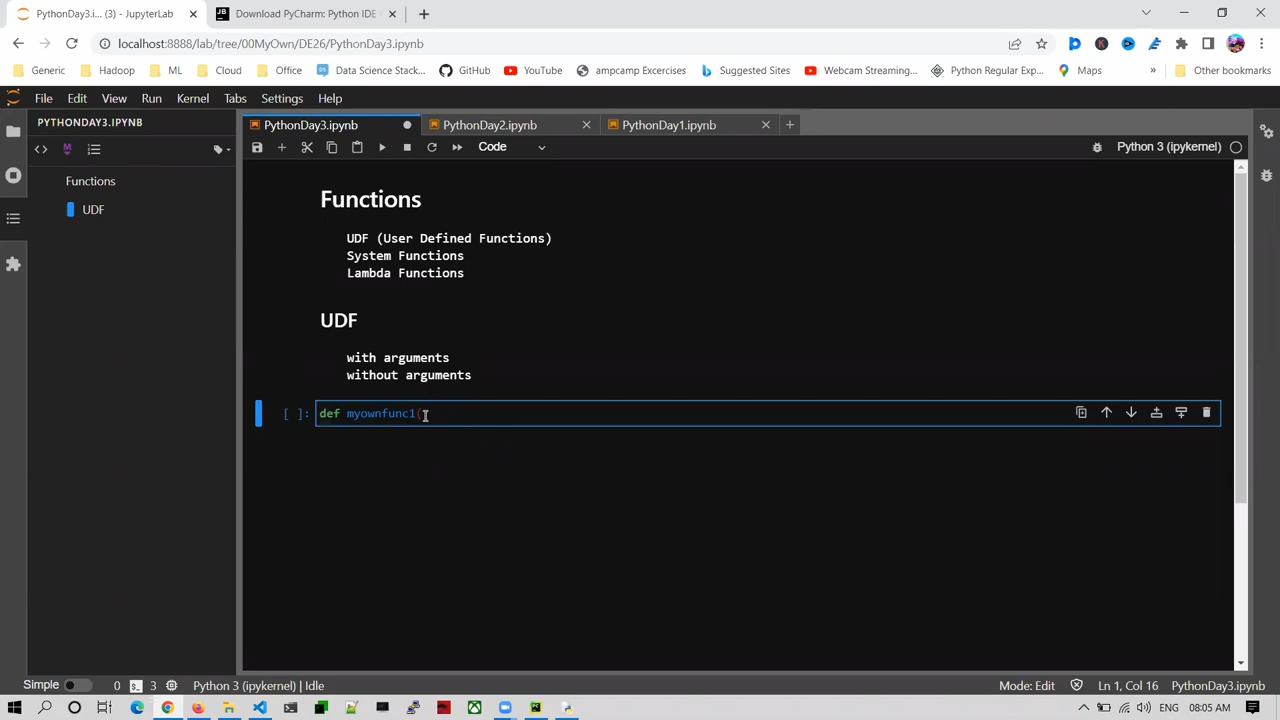 PythonDay3.i... (3) - JupyterLab
Download PyCharm: Python IDE
localhost:8888/lab/tree/00MyOwn/DE26/PythonDay3.ipynb
Generic Hadoop ML Cloud Office Data Science Stack... GitHub YouTube ampcamp Excercises Suggested Sites Webcam Streaming... Python Regular Exp... Maps » Other bookmarks
File Edit View Run Kernel Tabs Settings Help
PYTHONDAY3.IPYNB
PythonDay3.ipynb PythonDay2.ipynb PythonDay1.ipynb
Code Python 3 (ipykernel)
Functions
UDF
Functions
UDF (User Defined Functions)
System Functions
Lambda Functions
UDF
with arguments
without arguments
[ ]: def myownfunc1(
Simple 0 3 Python 3 (ipykernel) | Idle Mode: Edit Ln 1, Col 16 PythonDay3.ipynb
ENG 08:05 AM